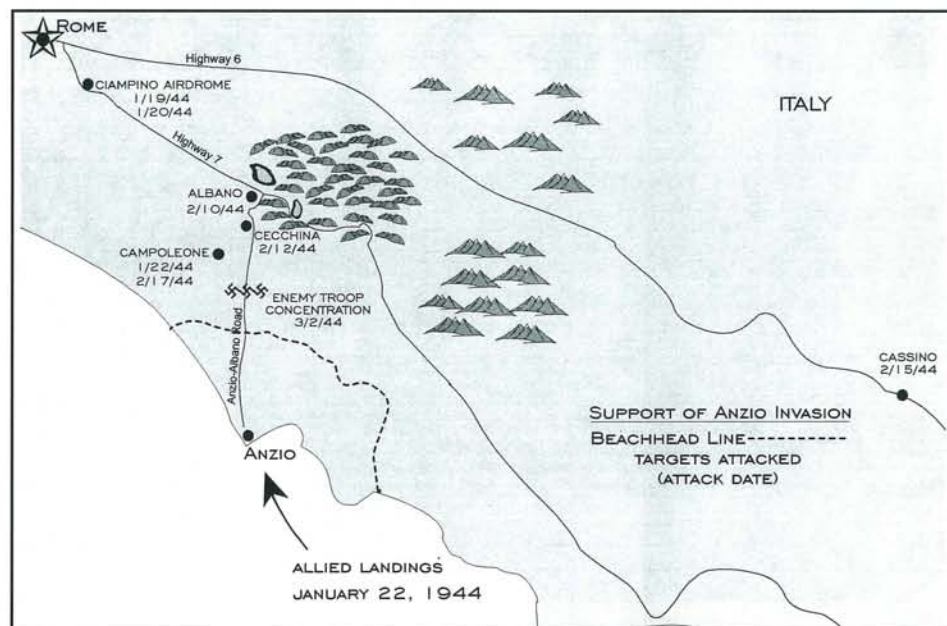 ROME
Highway 6
CIAMPINO AIRDROME
1/19/44
1/20/44
ITALY
Highway 7
ALBANO
2/10/44
CECCHINA
2/12/44
CAMPOLEONE
1/22/44
2/17/44
ENEMY TROOP
CONCENTRATION
3/2/44
Anzio-Albano Road
CASSINO
2/15/44
SUPPORT OF ANZIO INVASION
BEACHHEAD LINE
TARGETS ATTACKED
(ATTACK DATE)
ANZIO
ALLIED LANDINGS
JANUARY 22, 1944